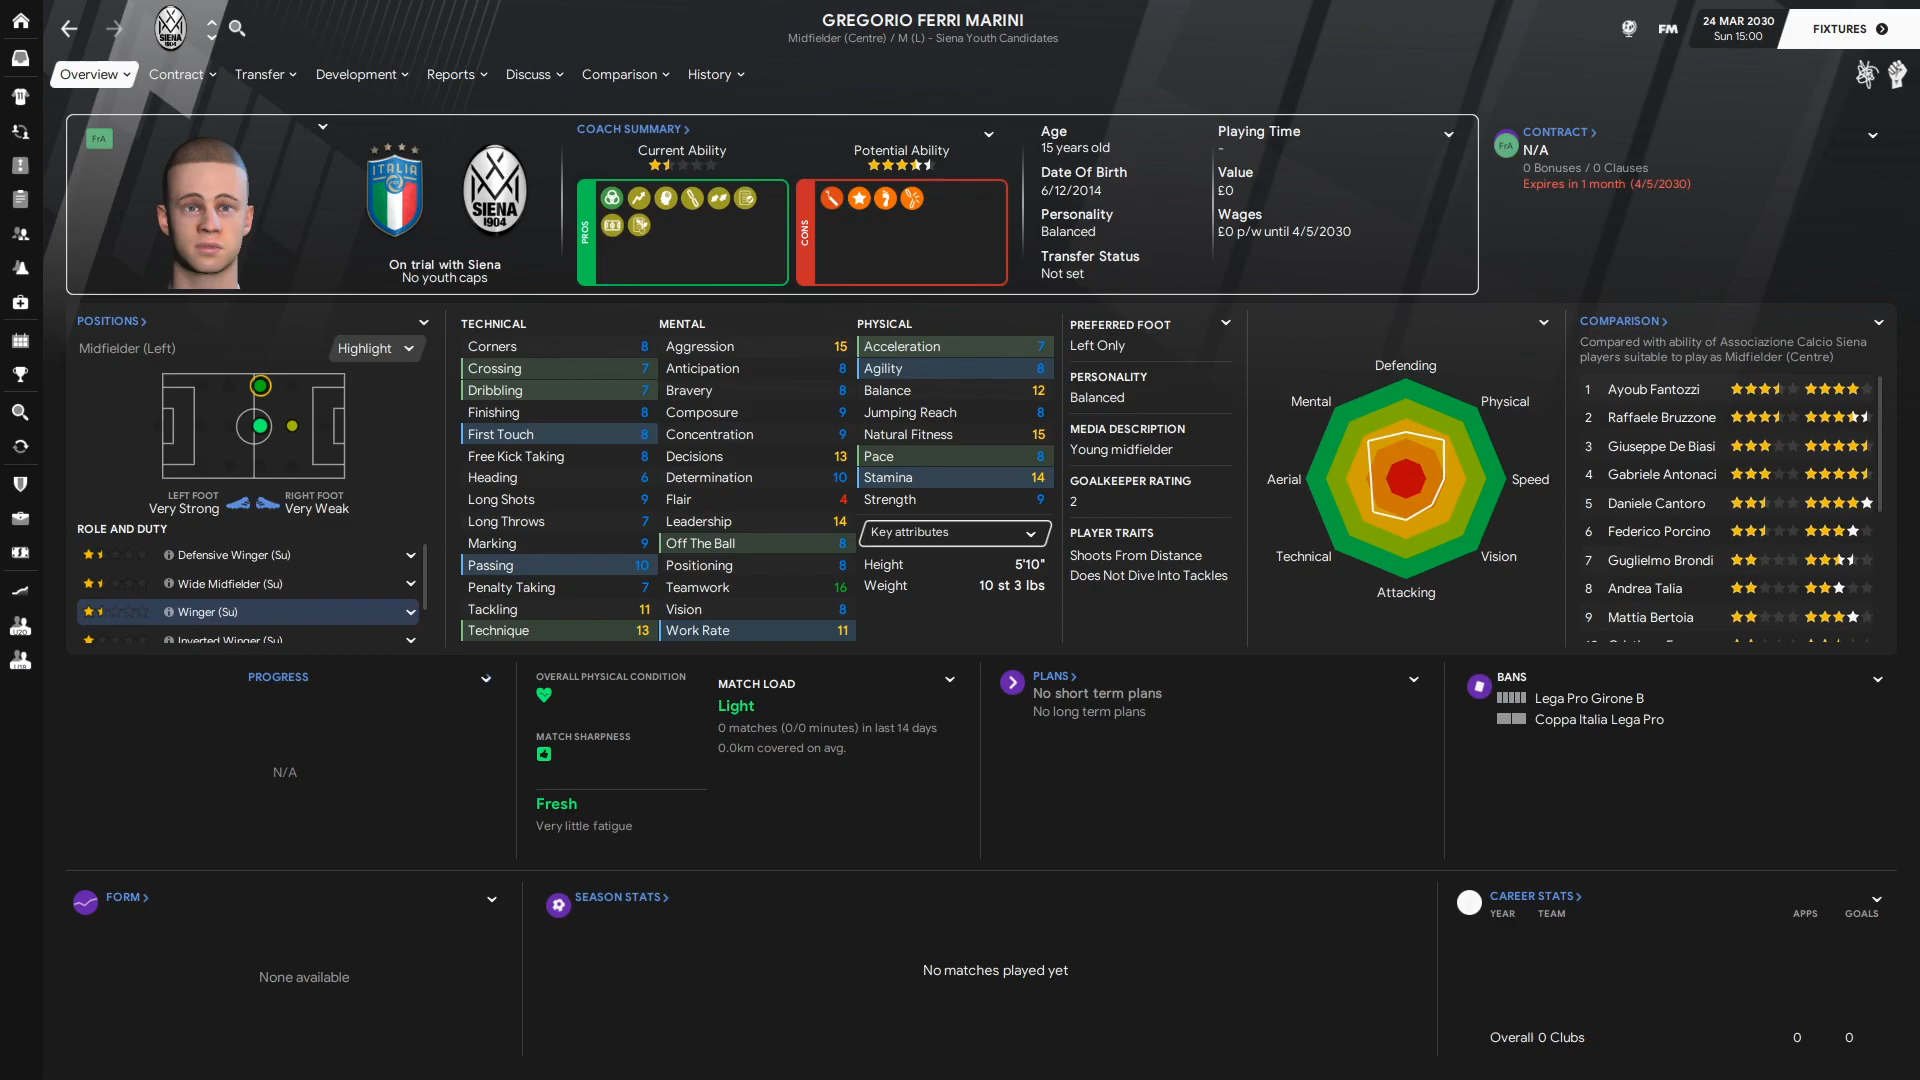 GREGORIO FERRI MARINI
Midfielder (Centre) / M (L) - Siena Youth Candidates
SIENA
1904
FM
24 MAR 2030
Sun 15:00
FIXTURES
Overview
Contract
Transfer
Development
Reports
Discuss
Comparison
History
FrA
ITALIA
SIENA
1904
On trial with Siena
No youth caps
COACH SUMMARY
Current Ability
Potential Ability
PROS
CONS
Age
15 years old
Date Of Birth
6/12/2014
Personality
Balanced
Transfer Status
Not set
Playing Time
-
Value
£0
Wages
£0 p/w until 4/5/2030
FrA
CONTRACT
N/A
0 Bonuses / 0 Clauses
Expires in 1 month (4/5/2030)
POSITIONS
Midfielder (Left)
Highlight
LEFT FOOT
Very Strong
RIGHT FOOT
Very Weak
ROLE AND DUTY
Defensive Winger (Su)
Wide Midfielder (Su)
Winger (Su)
Inverted Winger (Su)
TECHNICAL
Corners 8
Crossing 7
Dribbling 7
Finishing 8
First Touch 8
Free Kick Taking 8
Heading 6
Long Shots 9
Long Throws 7
Marking 9
Passing 10
Penalty Taking 7
Tackling 11
Technique 13
MENTAL
Aggression 15
Anticipation 8
Bravery 8
Composure 9
Concentration 9
Decisions 13
Determination 10
Flair 4
Leadership 14
Off The Ball 8
Positioning 8
Teamwork 16
Vision 8
Work Rate 11
PHYSICAL
Acceleration 7
Agility 8
Balance 12
Jumping Reach 8
Natural Fitness 15
Pace 8
Stamina 14
Strength 9
Key attributes
Height 5'10"
Weight 10 st 3 lbs
PREFERRED FOOT
Left Only
PERSONALITY
Balanced
MEDIA DESCRIPTION
Young midfielder
GOALKEEPER RATING
2
PLAYER TRAITS
Shoots From Distance
Does Not Dive Into Tackles
Defending
Mental
Physical
Aerial
Speed
Technical
Vision
Attacking
COMPARISON
Compared with ability of Associazione Calcio Siena
players suitable to play as Midfielder (Centre)
1 Ayoub Fantozzi
2 Raffaele Bruzzone
3 Giuseppe De Biasi
4 Gabriele Antonaci
5 Daniele Cantoro
6 Federico Porcino
7 Guglielmo Brondi
8 Andrea Talia
9 Mattia Bertoia
PROGRESS
N/A
OVERALL PHYSICAL CONDITION
MATCH SHARPNESS
Fresh
Very little fatigue
MATCH LOAD
Light
0 matches (0/0 minutes) in last 14 days
0.0km covered on avg.
PLANS
No short term plans
No long term plans
BANS
Lega Pro Girone B
Coppa Italia Lega Pro
FORM
None available
SEASON STATS
No matches played yet
CAREER STATS
YEAR TEAM APPS GOALS
Overall 0 Clubs 0 0
11
U20
U18